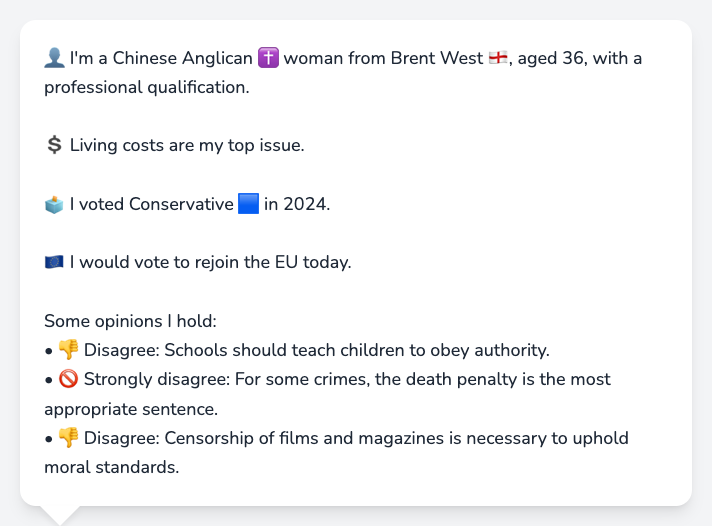 👤 I'm a Chinese Anglican ✝️ woman from Brent West 🏴󠁧󠁢󠁥󠁮󠁧󠁿, aged 36, with a
professional qualification.
💲 Living costs are my top issue.
🗳️ I voted Conservative 🟦 in 2024.
🇪🇺 I would vote to rejoin the EU today.
Some opinions I hold:
• 👎 Disagree: Schools should teach children to obey authority.
• 🚫 Strongly disagree: For some crimes, the death penalty is the most
appropriate sentence.
• 👎 Disagree: Censorship of films and magazines is necessary to uphold
moral standards.